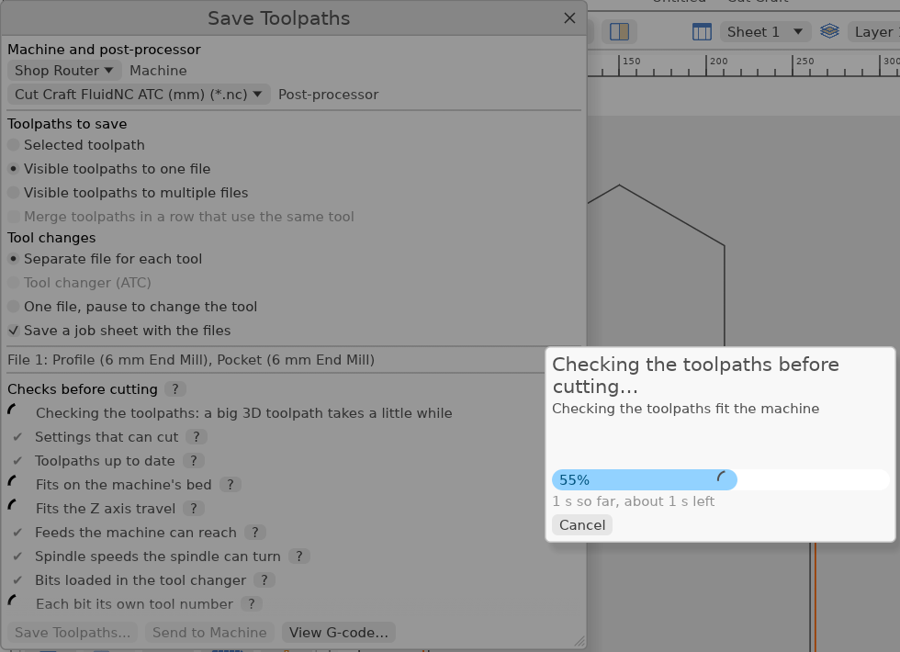 Save Toolpaths
Machine and post-processor
Shop Router
Machine
Cut Craft FluidNC ATC (mm) (*.nc)
Post-processor
Toolpaths to save
Selected toolpath
Visible toolpaths to one file
Visible toolpaths to multiple files
Merge toolpaths in a row that use the same tool
Tool changes
Separate file for each tool
Tool changer (ATC)
One file, pause to change the tool
Save a job sheet with the files
File 1: Profile (6 mm End Mill), Pocket (6 mm End Mill)
Checks before cutting ?
Checking the toolpaths: a big 3D toolpath takes a little while
Settings that can cut ?
Toolpaths up to date ?
Fits on the machine's bed ?
Fits the Z axis travel ?
Feeds the machine can reach ?
Spindle speeds the spindle can turn ?
Bits loaded in the tool changer ?
Each bit its own tool number ?
Save Toolpaths...
Send to Machine
View G-code...
Sheet 1
Layer
150
200
250
300
Checking the toolpaths before
cutting...
Checking the toolpaths fit the machine
55%
1 s so far, about 1 s left
Cancel